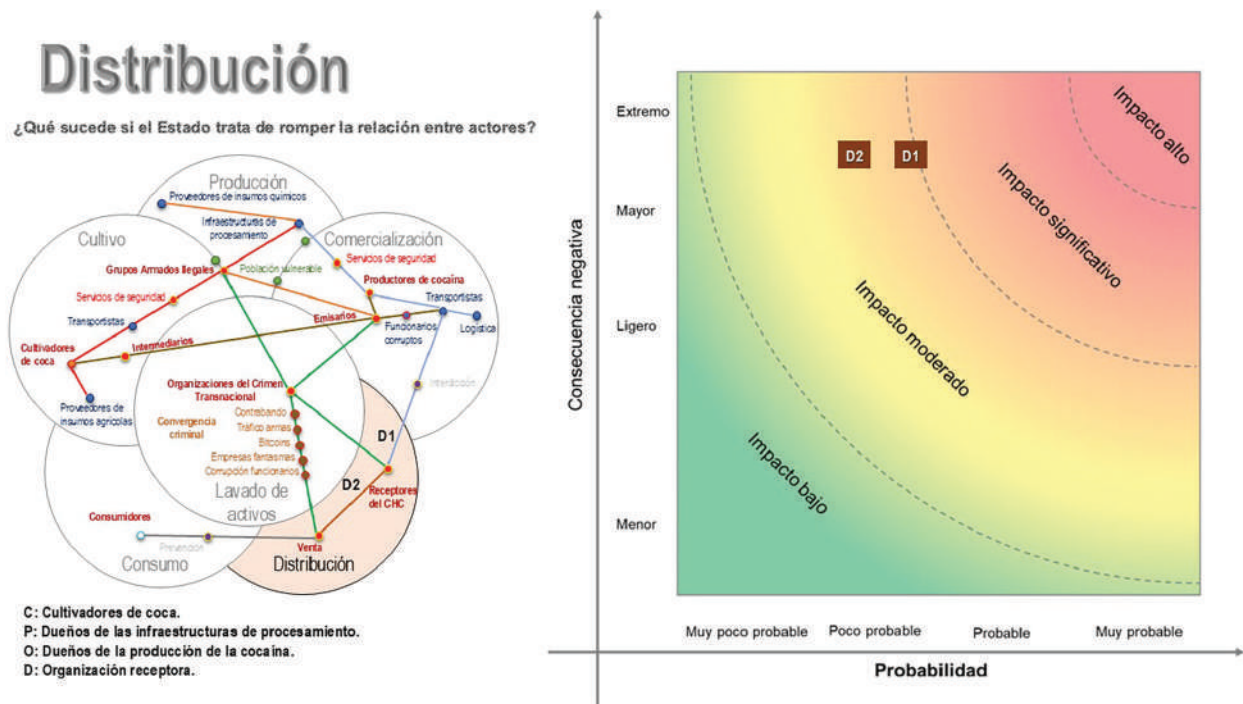 Distribución
¿Qué sucede si el Estado trata de romper la relación entre actores?
Producción
Proveedores de insumos químicos
Infraestructuras de
procesamiento
Cultivo
Comercialización
Servicios de seguridad
Grupos Armados Ilegales
Población vulnerable
Productores de cocaína
Servicios de seguridad
Transportistas
Transportistas
Emisarios
Funcionarios
corruptos
Logística
Intermediarios
Cultivadores
de coca
Interdicción
Proveedores de
insumos agrícolas
Organizaciones del Crimen
Transnacional
Convergencia
criminal
Contrabando
Tráfico armas
Bitcoins
Empresas fantasmas
Corrupción funcionarios
D1
D2
Lavado de
activos
Receptores
del CHC
Consumidores
Prevención
Venta
Consumo
Distribución
C: Cultivadores de coca.
P: Dueños de las infraestructuras de procesamiento.
O: Dueños de la producción de la cocaína.
D: Organización receptora.
Consecuencia negativa
Extremo
Mayor
Ligero
Menor
D2
D1
Impacto alto
Impacto significativo
Impacto moderado
Impacto bajo
Muy poco probable
Poco probable
Probable
Muy probable
Probabilidad